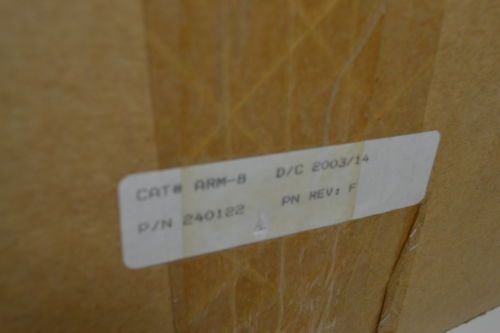 CAT# ARM-8 D/C 2003/14
P/N 240122 PN REV: F